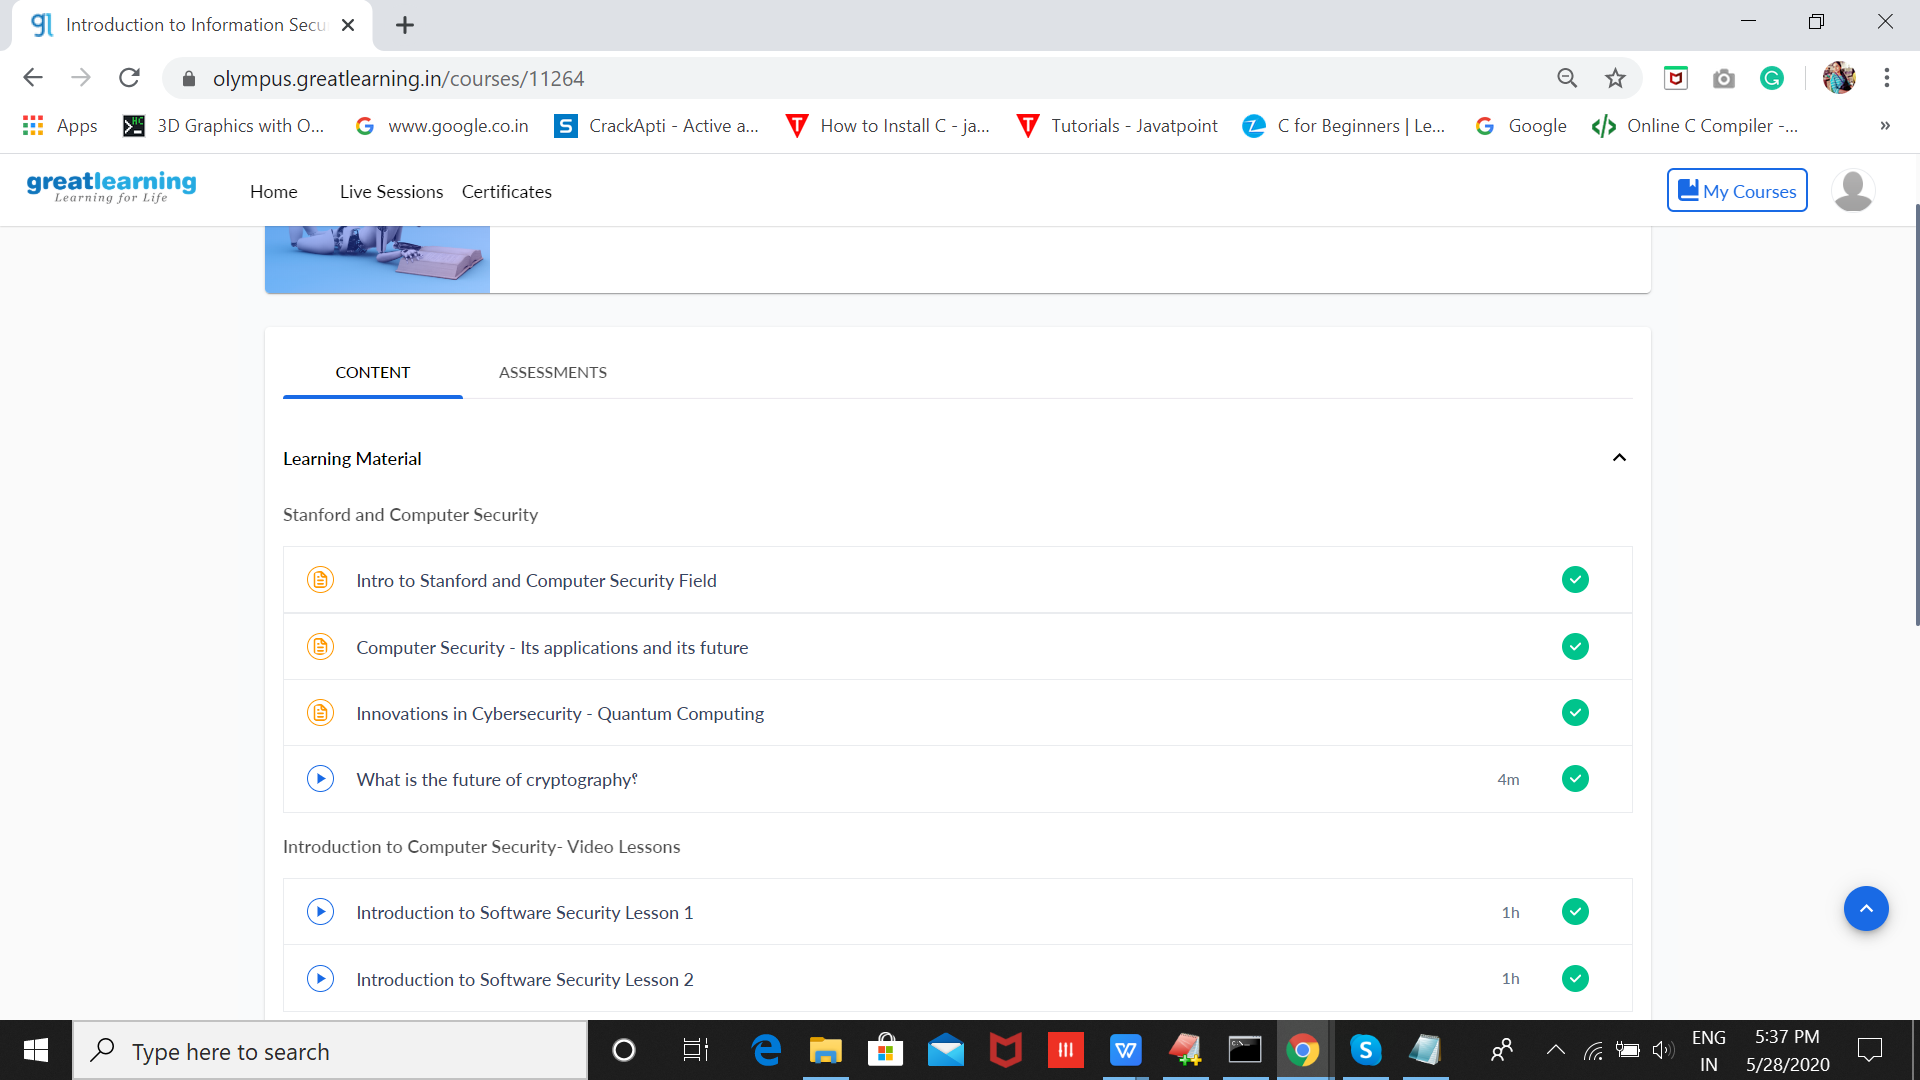 gl Introduction to Information Secu
olympus.greatlearning.in/courses/11264
Apps 3D Graphics with O... www.google.co.in S CrackApti - Active a... How to Install C - ja... Tutorials - Javatpoint C for Beginners | Le... Google Online C Compiler -... »
greatlearning
Learning for Life
Home Live Sessions Certificates My Courses
CONTENT ASSESSMENTS
Learning Material
Stanford and Computer Security
Intro to Stanford and Computer Security Field
Computer Security - Its applications and its future
Innovations in Cybersecurity - Quantum Computing
What is the future of cryptography? 4m
Introduction to Computer Security- Video Lessons
Introduction to Software Security Lesson 1 1h
Introduction to Software Security Lesson 2 1h
Type here to search
ENG 5:37 PM
IN 5/28/2020